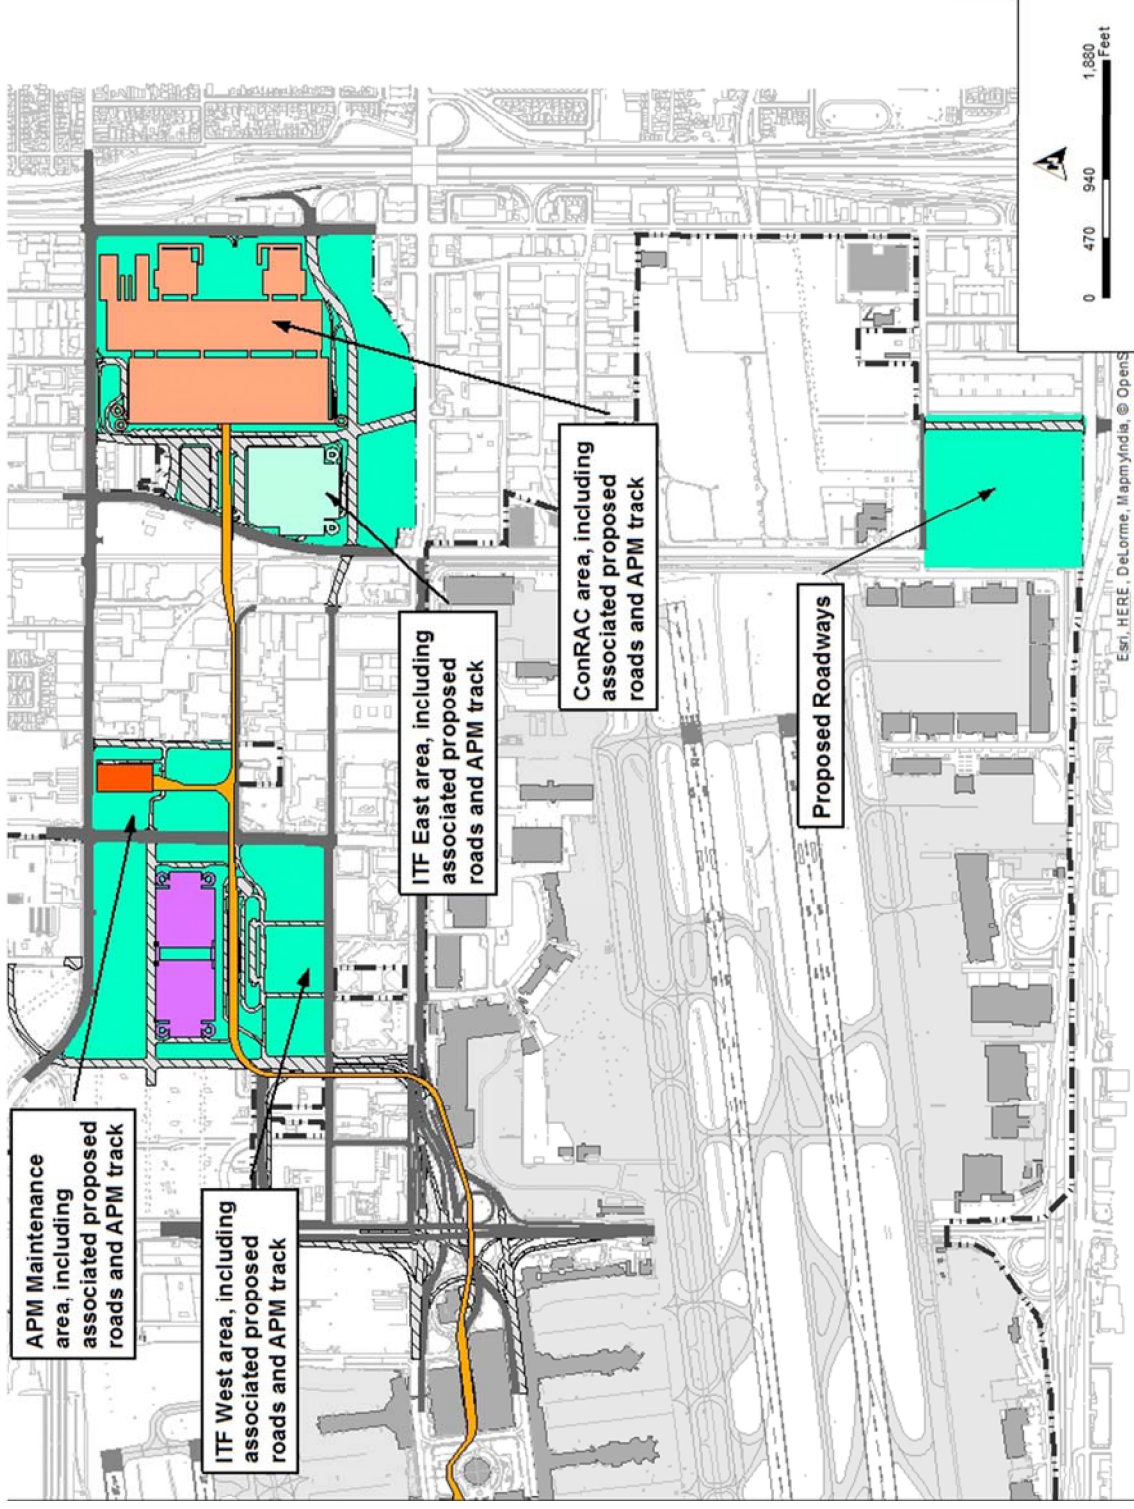 APM Maintenance
area, including
associated proposed
roads and APM track
ITF West area, including
associated proposed
roads and APM track
ITF East area, including
associated proposed
roads and APM track
ConRAC area, including
associated proposed
roads and APM track
Proposed Roadways
N
0 470 940 1,880
Feet
Esri, HERE, DeLorme, MapmyIndia, © OpenS